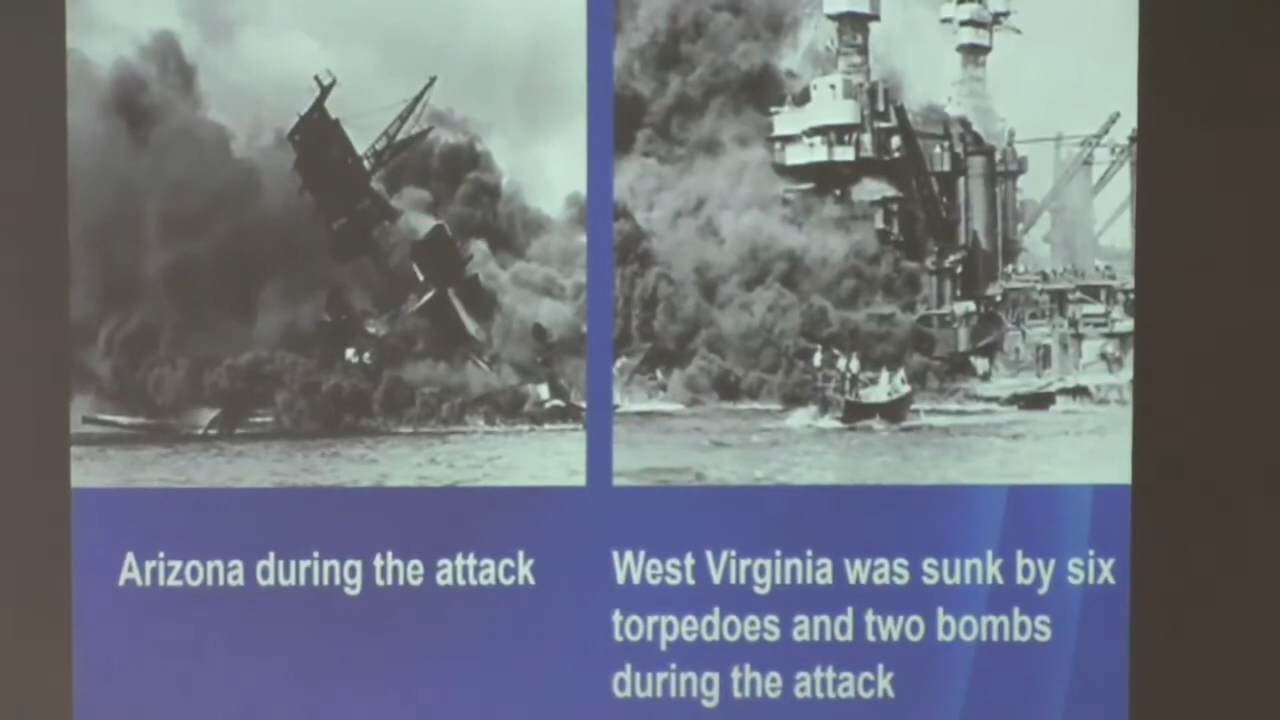 Arizona during the attack
West Virginia was sunk by six
torpedoes and two bombs
during the attack